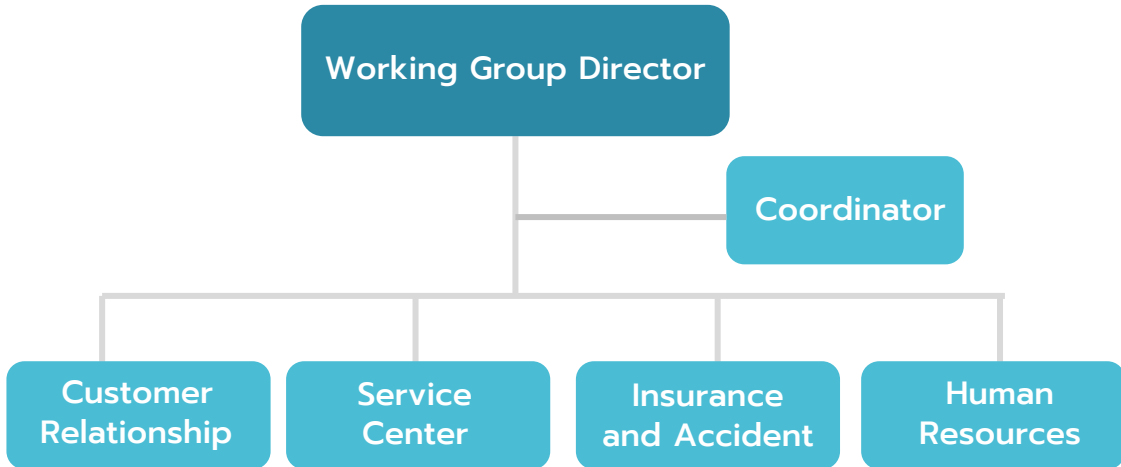 Working Group Director
Coordinator
Customer
Relationship
Service
Center
Insurance
and Accident
Human
Resources